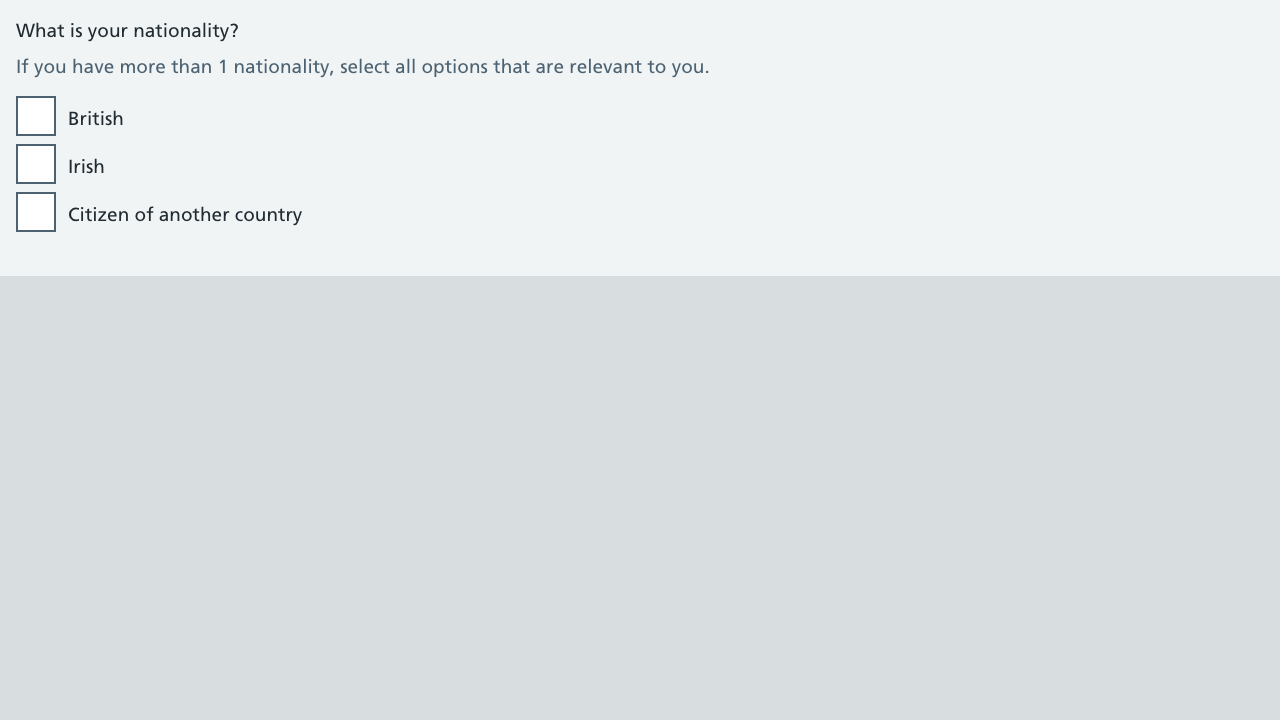 What is your nationality?
If you have more than 1 nationality, select all options that are relevant to you.
British
Irish
Citizen of another country